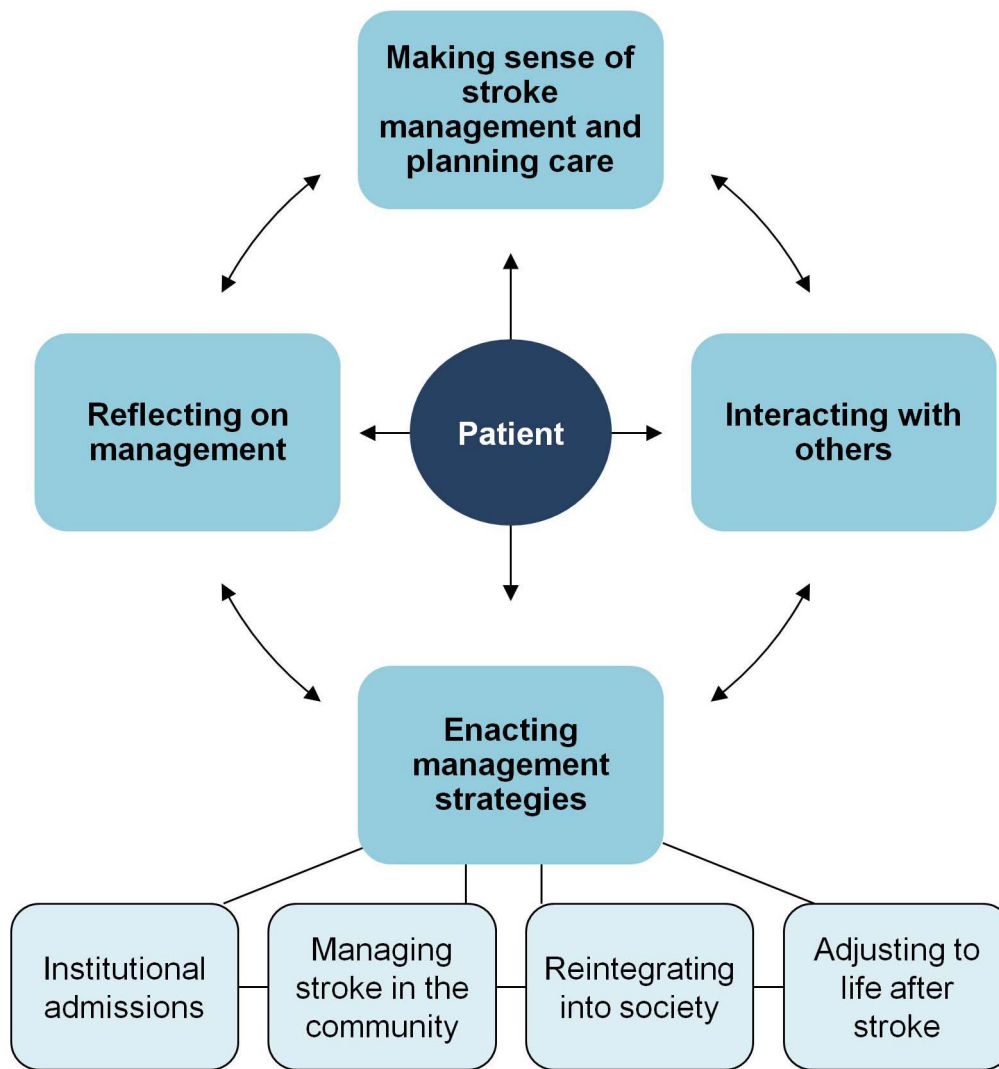 Making sense of
stroke
management and
planning care
Reflecting on
management
Patient
Interacting with
others
Enacting
management
strategies
Institutional
admissions
Managing
stroke in the
community
Reintegrating
into society
Adjusting to
life after
stroke